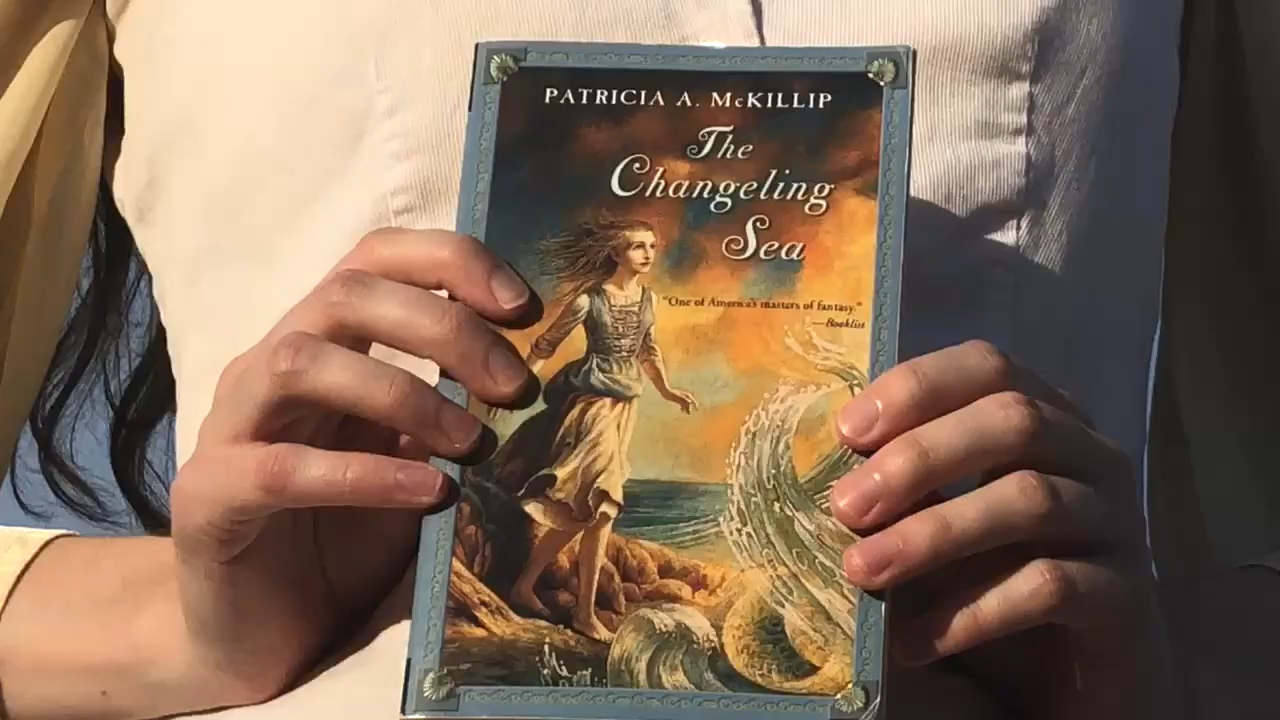 PATRICIA A. McKILLIP
The
Changeling
Sea
"One of America's masters of fantasy."
—Booklist